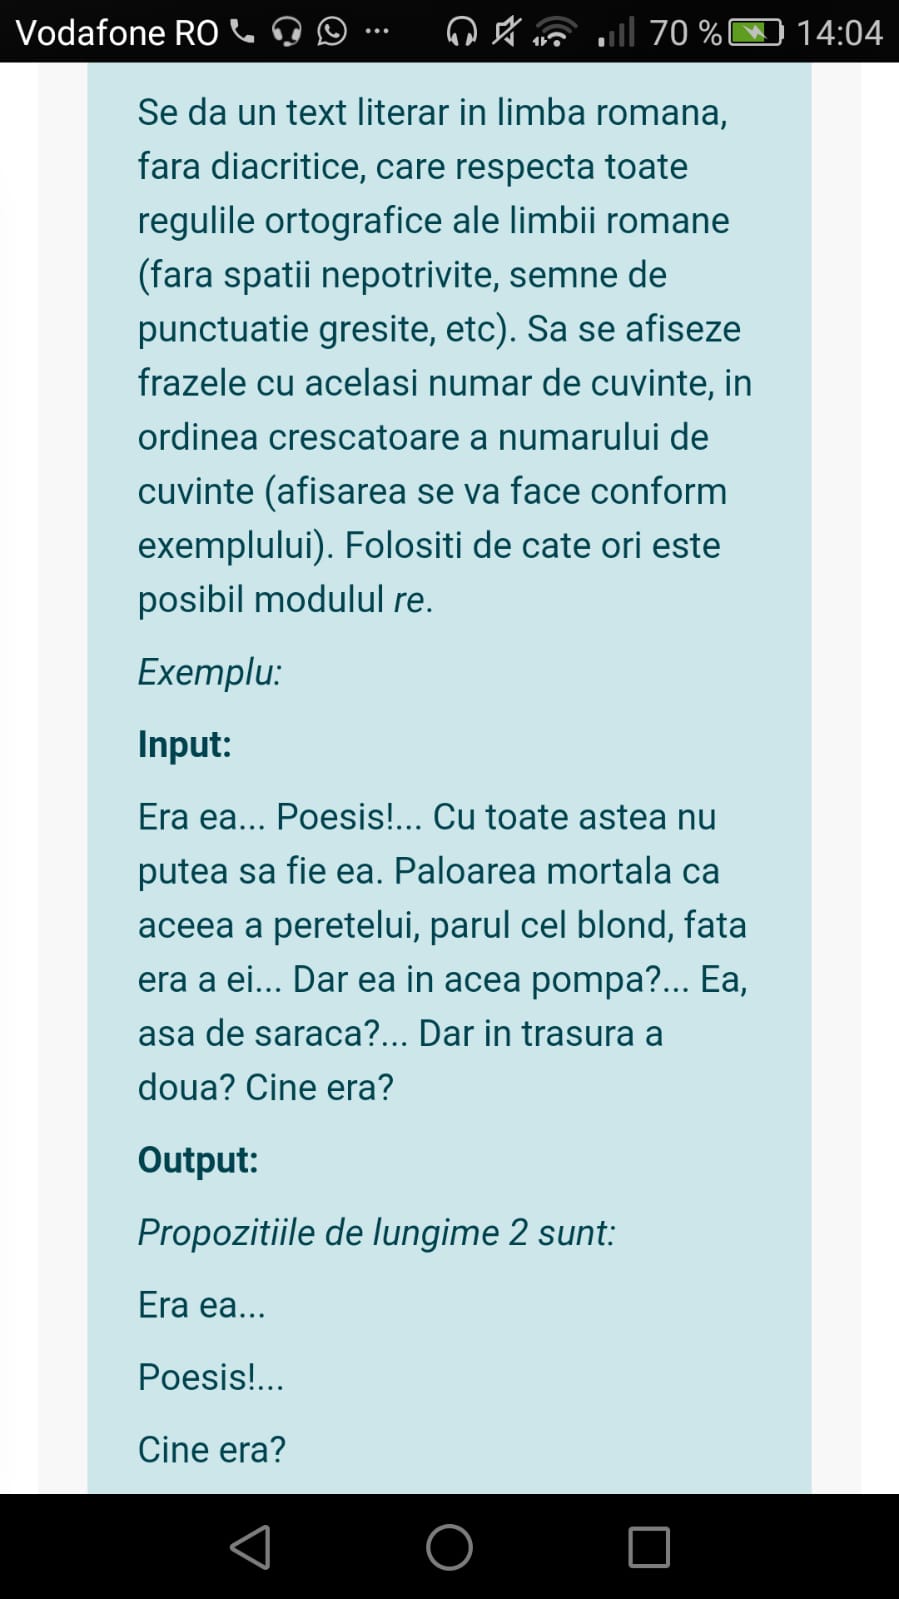 Vodafone RO ... 70 % 14:04
Se da un text literar in limba romana,
fara diacritice, care respecta toate
regulile ortografice ale limbii romane
(fara spatii nepotrivite, semne de
punctuatie gresite, etc). Sa se afiseze
frazele cu acelasi numar de cuvinte, in
ordinea crescatoare a numarului de
cuvinte (afisarea se va face conform
exemplului). Folositi de cate ori este
posibil modulul re.
Exemplu:
Input:
Era ea... Poesis!... Cu toate astea nu
putea sa fie ea. Paloarea mortala ca
aceea a peretelui, parul cel blond, fata
era a ei... Dar ea in acea pompa?... Ea,
asa de saraca?... Dar in trasura a
doua? Cine era?
Output:
Propozitiile de lungime 2 sunt:
Era ea...
Poesis!...
Cine era?